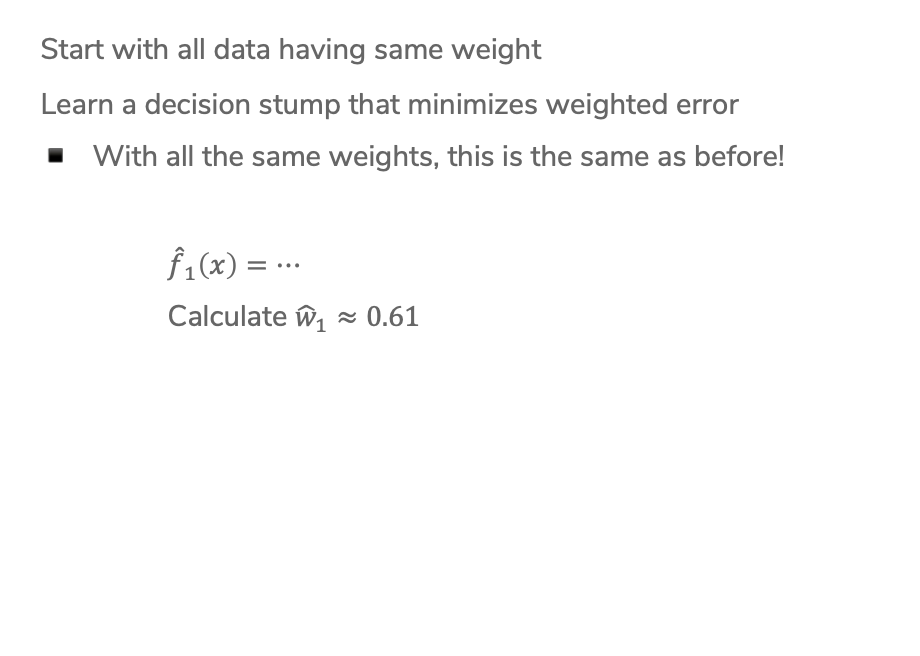 Start with all data having same weight
Learn a decision stump that minimizes weighted error
▪ With all the same weights, this is the same as before!
f̂₁(x) = ⋯
Calculate ŵ₁ ≈ 0.61